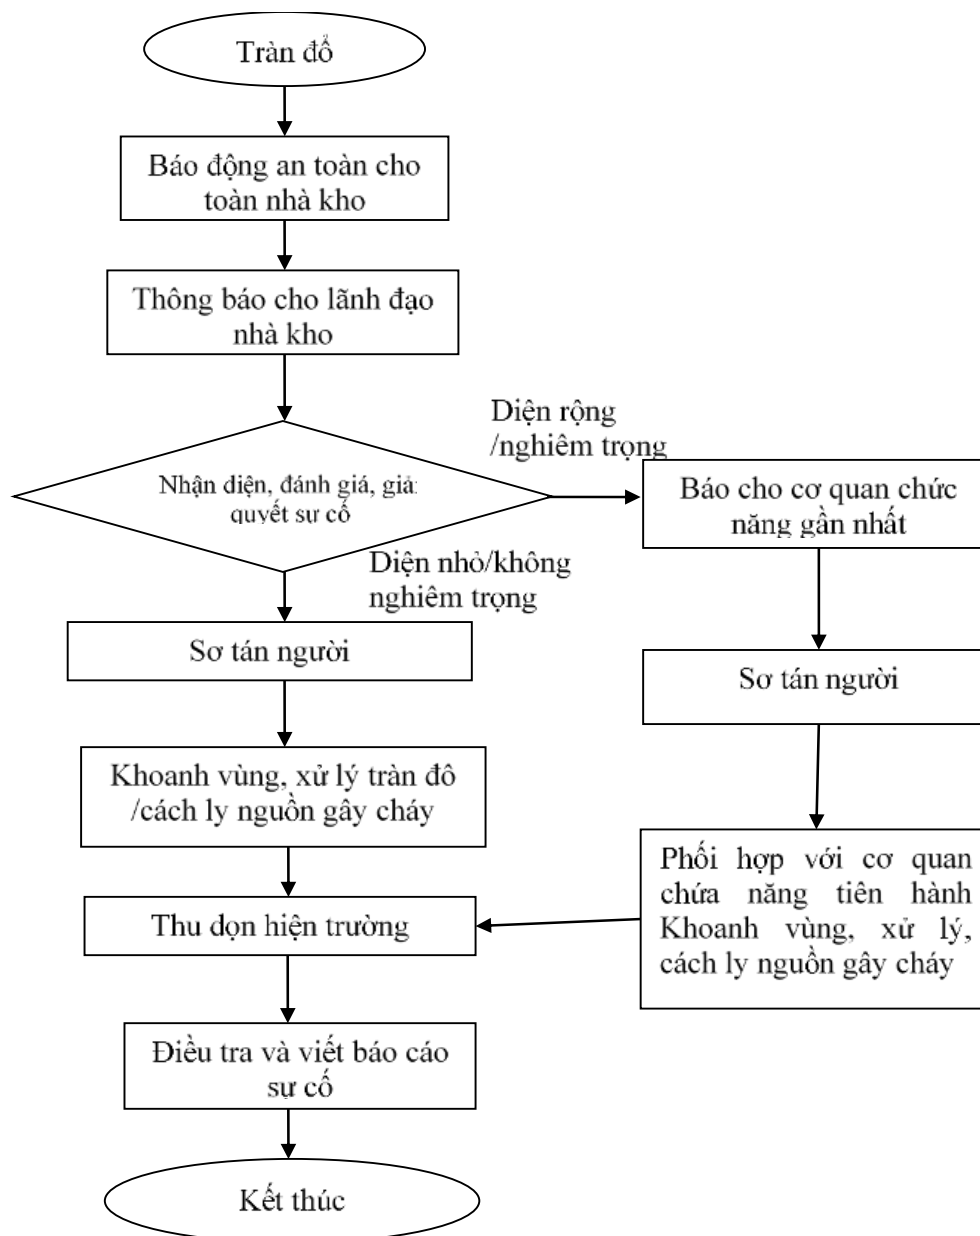 Tràn đổ
Báo động an toàn cho
toàn nhà kho
Thông báo cho lãnh đạo
nhà kho
Diện rộng
/nghiêm trọng
Nhận diện, đánh giá, giải
quyết sự cố
Báo cho cơ quan chức
năng gần nhất
Diện nhỏ/không
nghiêm trọng
Sơ tán người
Sơ tán người
Khoanh vùng, xử lý tràn đô
/cách ly nguồn gây cháy
Phối hợp với cơ quan
chứa năng tiên hành
Khoanh vùng, xử lý,
cách ly nguồn gây cháy
Thu dọn hiện trường
Điều tra và viết báo cáo
sự cố
Kết thúc